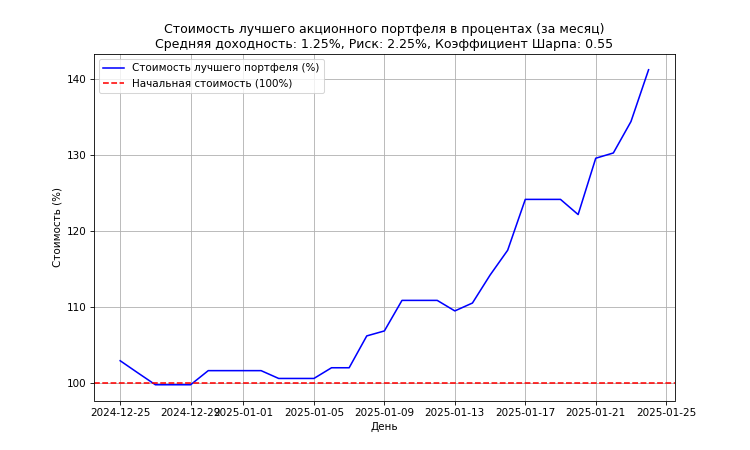 Стоимость лучшего акционного портфеля в процентах (за месяц)
Средняя доходность: 1.25%, Риск: 2.25%, Коэффициент Шарпа: 0.55
Стоимость лучшего портфеля (%)
Начальная стоимость (100%)
Стоимость (%)
140
130
120
110
100
2024-12-25 2024-12-29 2025-01-01 2025-01-05 2025-01-09 2025-01-13 2025-01-17 2025-01-21 2025-01-25
День